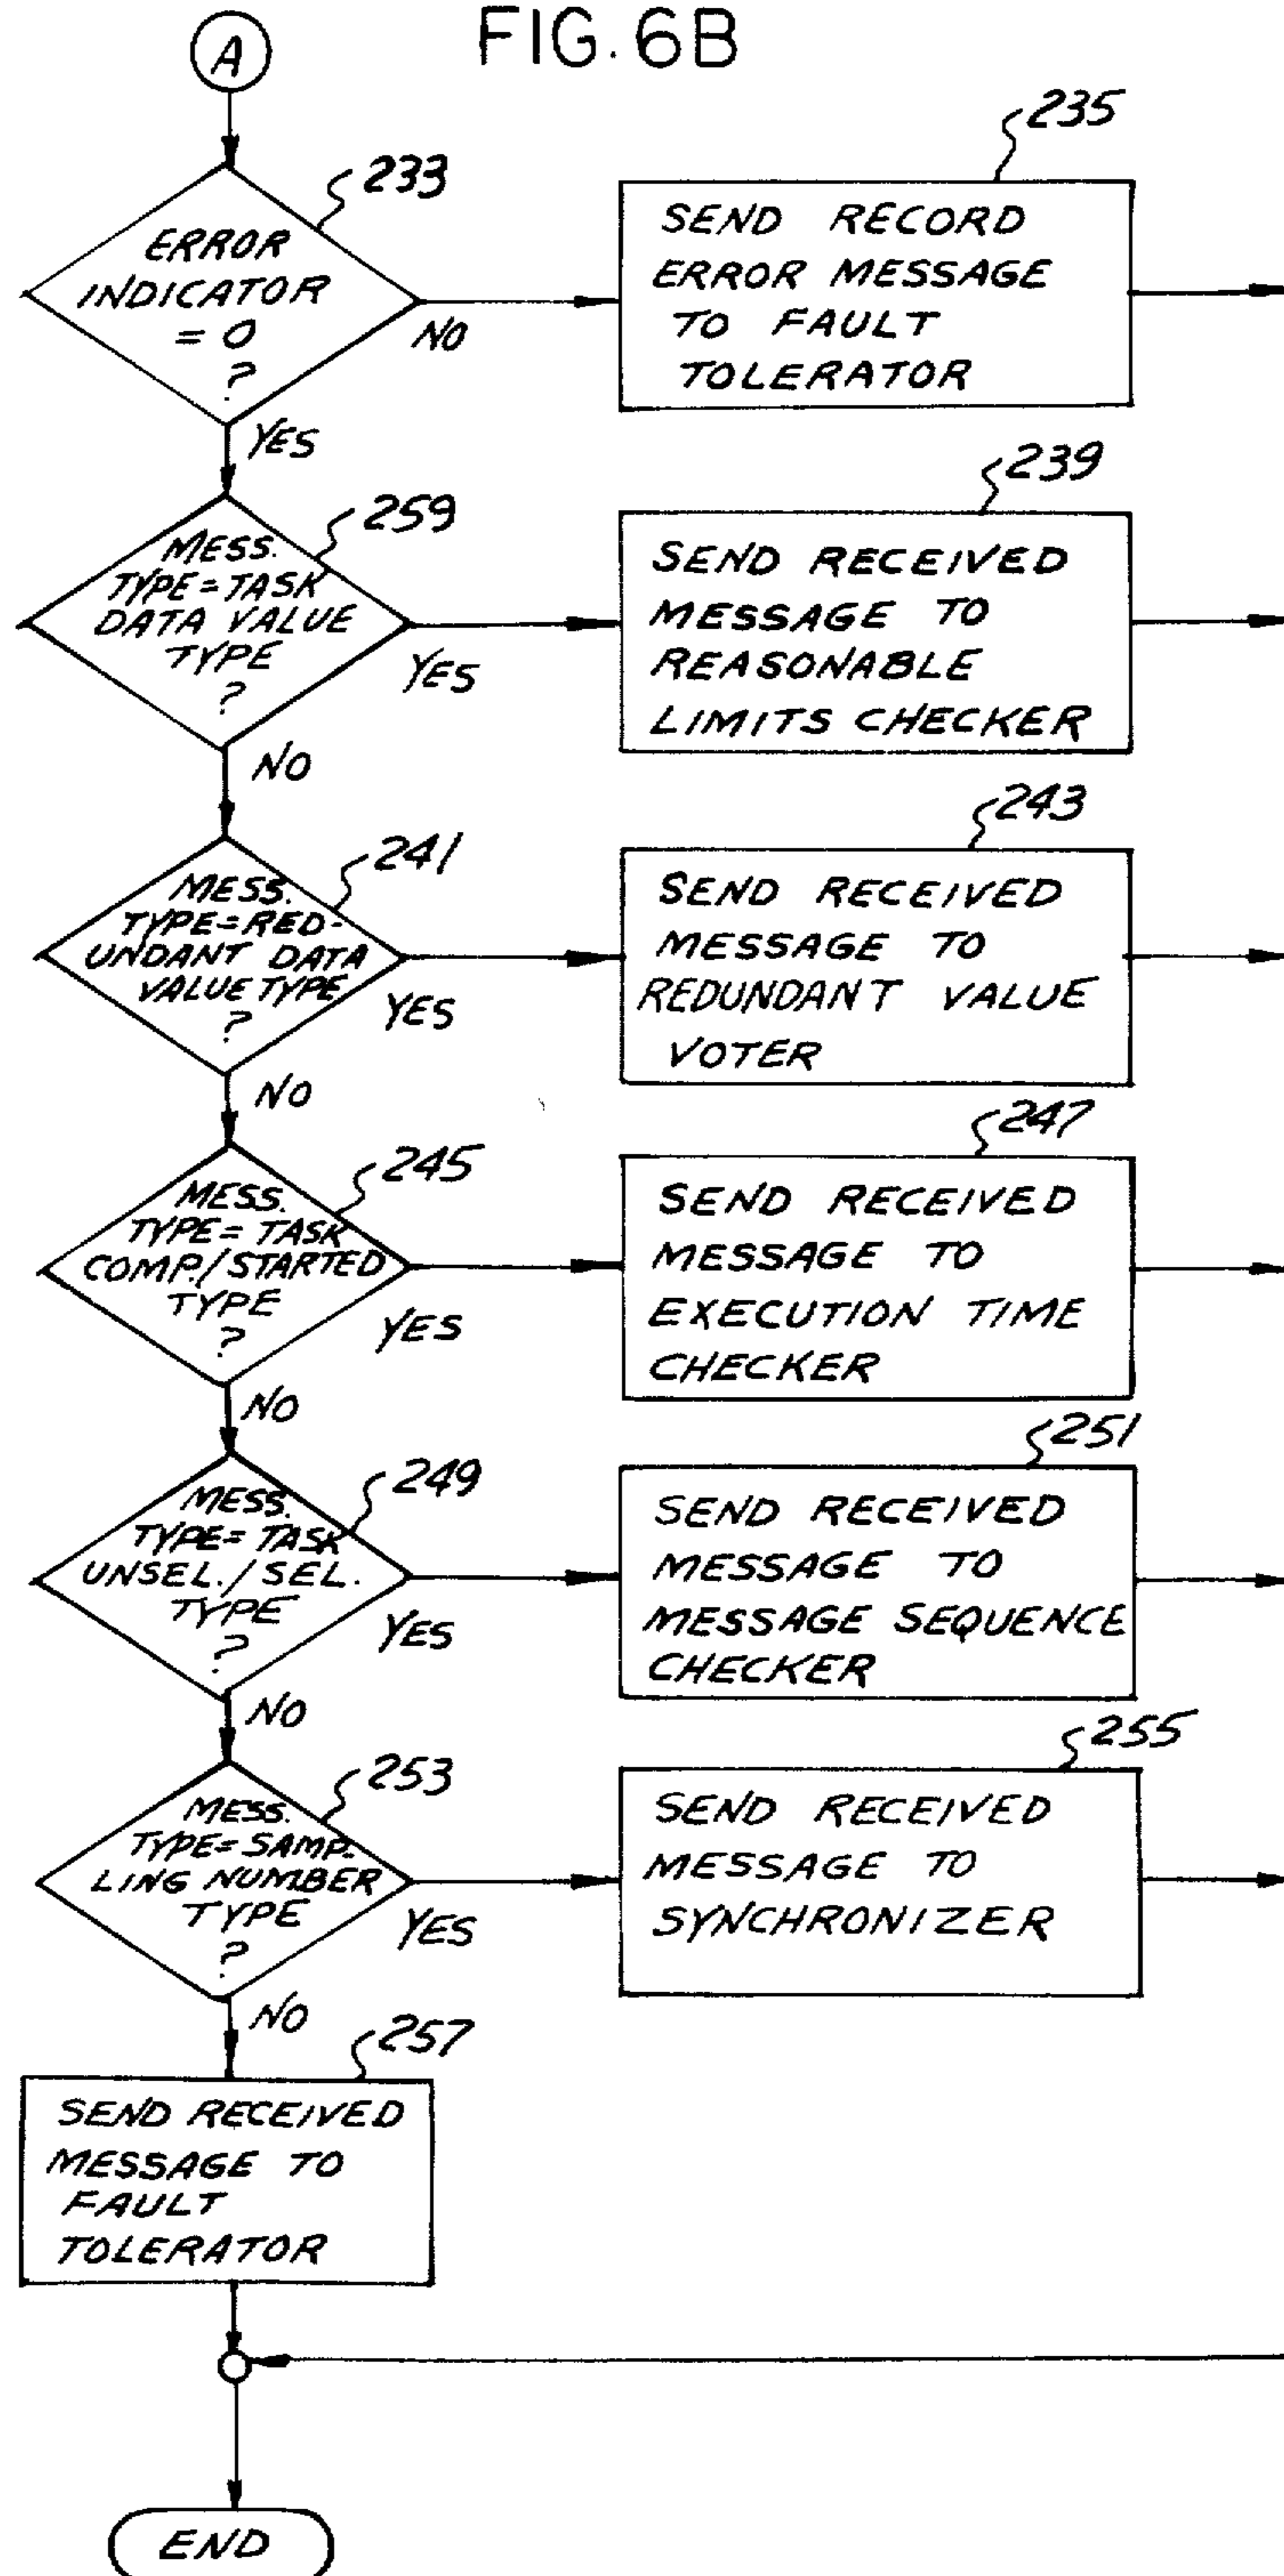 FIG. 6B
A
233
ERROR
INDICATOR
= 0
?
NO
YES
235
SEND RECORD
ERROR MESSAGE
TO FAULT
TOLERATOR
259
MESS.
TYPE=TASK
DATA VALUE
TYPE
?
YES
NO
239
SEND RECEIVED
MESSAGE TO
REASONABLE
LIMITS CHECKER
241
MESS.
TYPE=RED-
UNDANT DATA
VALUE TYPE
?
YES
NO
243
SEND RECEIVED
MESSAGE TO
REDUNDANT VALUE
VOTER
245
MESS.
TYPE=TASK
COMP./STARTED
TYPE
?
YES
NO
247
SEND RECEIVED
MESSAGE TO
EXECUTION TIME
CHECKER
249
MESS.
TYPE=TASK
UNSEL./SEL.
TYPE
?
YES
NO
251
SEND RECEIVED
MESSAGE TO
MESSAGE SEQUENCE
CHECKER
253
MESS.
TYPE=SAMP-
LING NUMBER
TYPE
?
YES
NO
255
SEND RECEIVED
MESSAGE TO
SYNCHRONIZER
257
SEND RECEIVED
MESSAGE TO
FAULT
TOLERATOR
END